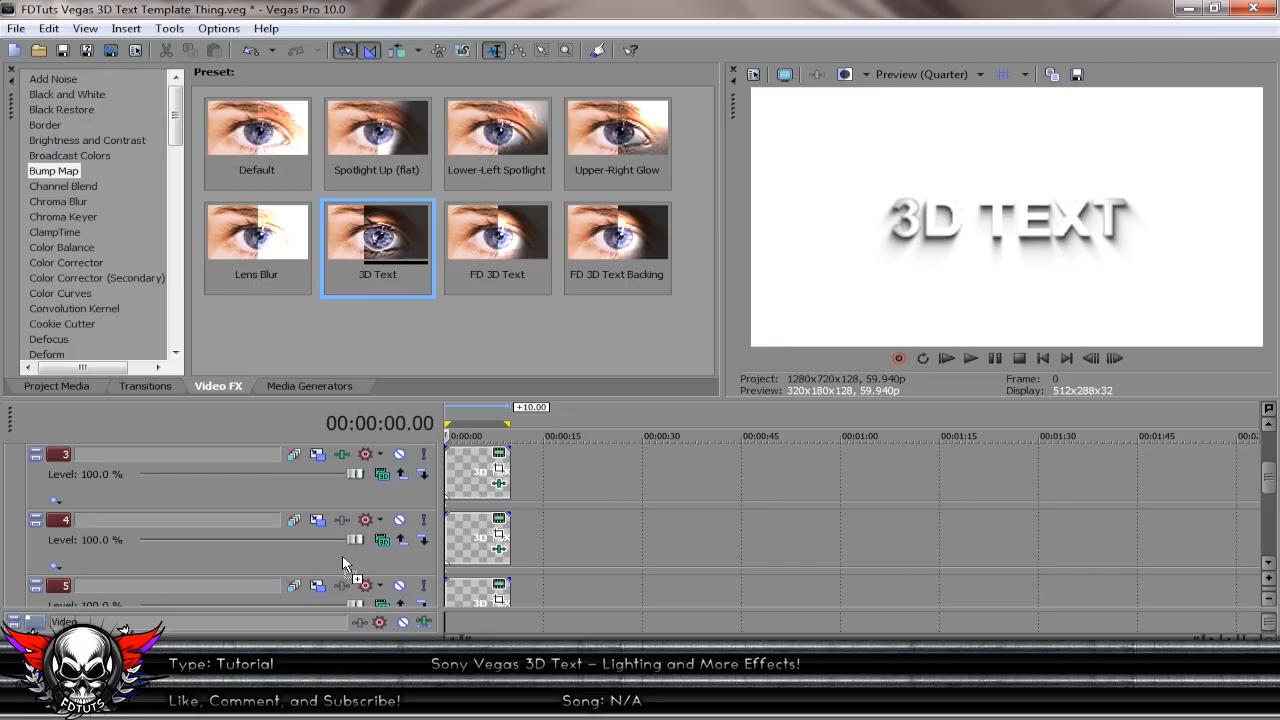 FDTuts Vegas 3D Text Template Thing.veg * - Vegas Pro 10.0
File Edit View Insert Tools Options Help
Add Noise
Black and White
Black Restore
Border
Brightness and Contrast
Broadcast Colors
Bump Map
Channel Blend
Chroma Blur
Chroma Keyer
ClampTime
Color Balance
Color Corrector
Color Corrector (Secondary)
Color Curves
Convolution Kernel
Cookie Cutter
Defocus
Deform
Preset:
Default
Spotlight Up (flat)
Lower-Left Spotlight
Upper-Right Glow
Lens Blur
3D Text
FD 3D Text
FD 3D Text Backing
Project Media Transitions Video FX Media Generators
Preview (Quarter)
3D TEXT
Project: 1280x720x128, 59.940p
Frame: 0
Preview: 320x180x128, 59.940p
Display: 512x288x32
00:00:00.00
+10.00
0:00:00 00:00:15 00:00:30 00:00:45 00:01:00 00:01:15 00:01:30 00:01:45
3
Level: 100.0 %
4
Level: 100.0 %
5
Level: 100.0 %
Video
Type: Tutorial
Sony Vegas 3D Text – Lighting and More Effects!
Like, Comment, and Subscribe!
Song: N/A
FDTUTS